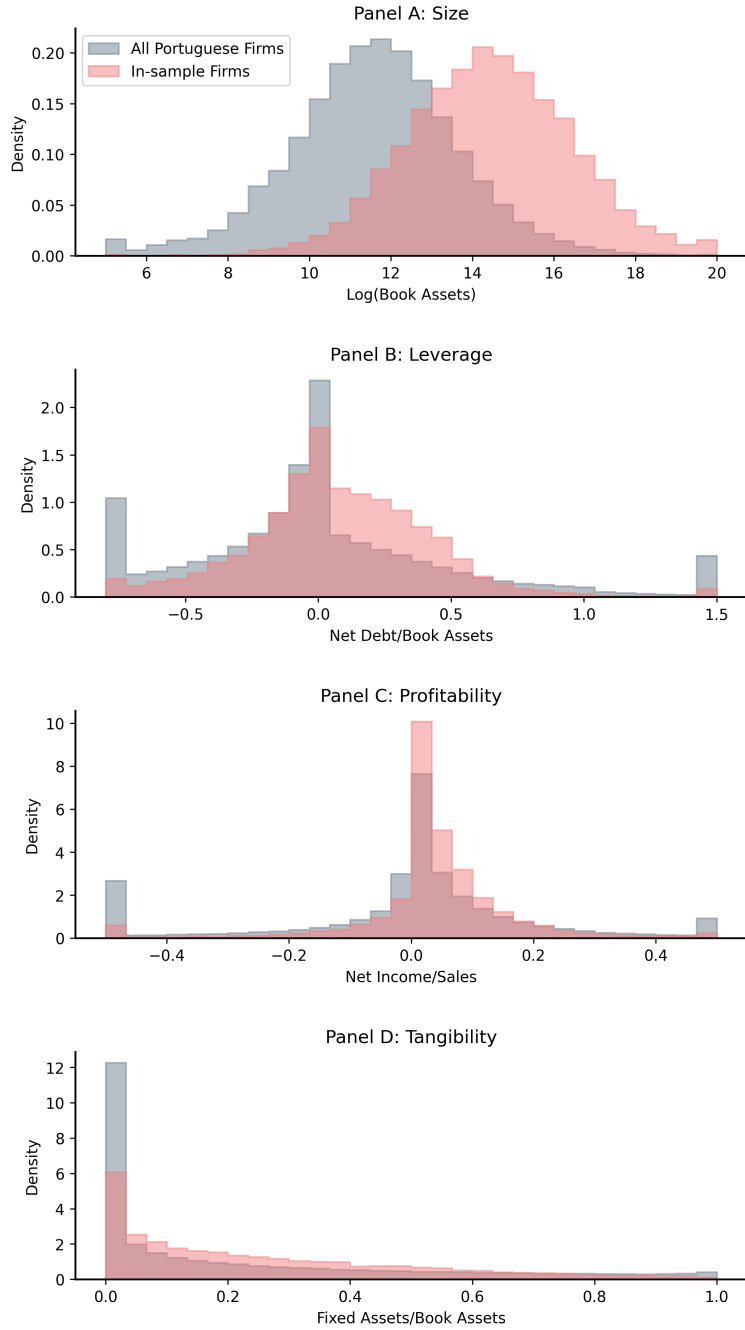 Panel A: Size
All Portuguese Firms
In-sample Firms
Density
0.20
0.15
0.10
0.05
0.00
6 8 10 12 14 16 18 20
Log(Book Assets)
Panel B: Leverage
Density
2.0
1.5
1.0
0.5
0.0
−0.5 0.0 0.5 1.0 1.5
Net Debt/Book Assets
Panel C: Profitability
Density
10
8
6
4
2
0
−0.4 −0.2 0.0 0.2 0.4
Net Income/Sales
Panel D: Tangibility
Density
12
10
8
6
4
2
0
0.0 0.2 0.4 0.6 0.8 1.0
Fixed Assets/Book Assets